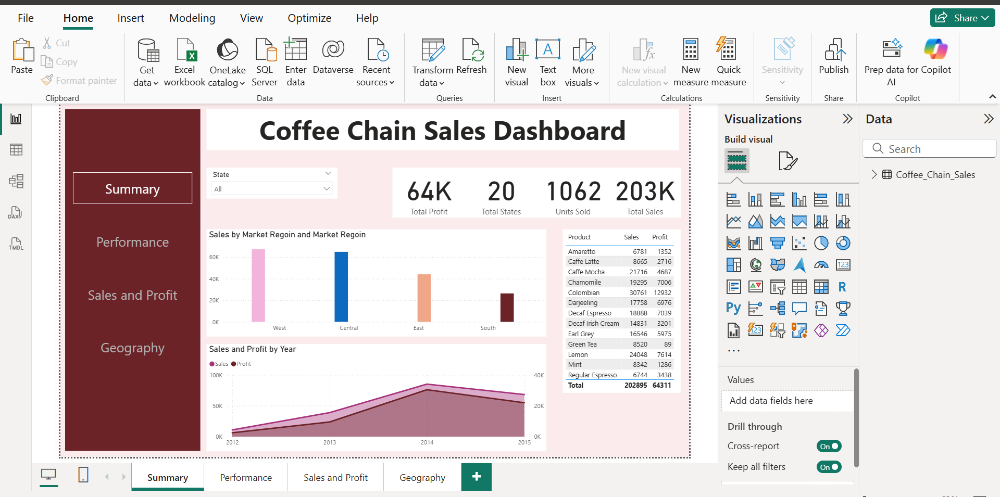 File Home Insert Modeling View Optimize Help Share
Paste
Cut
Copy
Format painter
Clipboard
Get data
Excel workbook
OneLake catalog
SQL Server
Enter data
Dataverse
Recent sources
Data
Transform data
Refresh
Queries
New visual
Text box
More visuals
Insert
New visual calculation
New measure
Quick measure
Calculations
Sensitivity
Sensitivity
Publish
Share
Prep data for AI
Copilot
Copilot
DAX
TMDL
Summary
Performance
Sales and Profit
Geography
Coffee Chain Sales Dashboard
State
All
64K 20 1062 203K
Total Profit Total States Units Sold Total Sales
Sales by Market Regoin and Market Regoin
60K
40K
20K
0K
West Central East South
Sales and Profit by Year
Sales Profit
100K 40K
50K 20K
0K 0K
2012 2013 2014 2015
Product Sales Profit
Amaretto 6781 1352
Caffe Latte 8665 2716
Caffe Mocha 21716 4687
Chamomile 19295 7006
Colombian 30761 12932
Darjeeling 17758 6976
Decaf Espresso 18888 7039
Decaf Irish Cream 14831 3201
Earl Grey 16546 5975
Green Tea 8520 89
Lemon 24048 7614
Mint 8342 1286
Regular Espresso 6744 3438
Total 202895 64311
Summary Performance Sales and Profit Geography +
Visualizations
Build visual
123
R
Py
123
...
Values
Add data fields here
Drill through
Cross-report On
Keep all filters On
Data
Search
Coffee_Chain_Sales